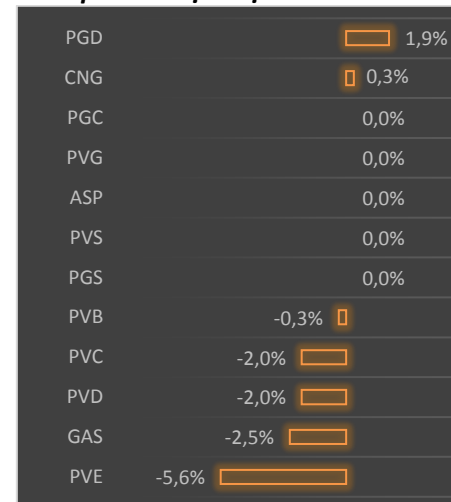 PGD 1,9%
CNG 0,3%
PGC 0,0%
PVG 0,0%
ASP 0,0%
PVS 0,0%
PGS 0,0%
PVB -0,3%
PVC -2,0%
PVD -2,0%
GAS -2,5%
PVE -5,6%